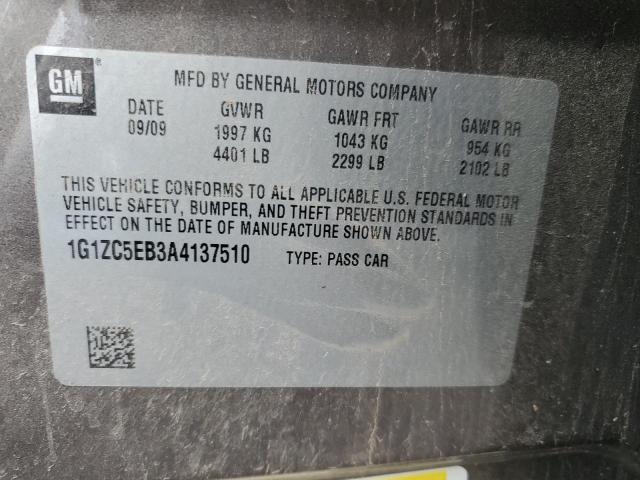 GM®
MFD BY GENERAL MOTORS COMPANY
DATE GVWR GAWR FRT GAWR RR
09/09 1997 KG 1043 KG 954 KG
4401 LB 2299 LB 2102 LB
THIS VEHICLE CONFORMS TO ALL APPLICABLE U.S. FEDERAL MOTOR
VEHICLE SAFETY, BUMPER, AND THEFT PREVENTION STANDARDS IN
EFFECT ON THE DATE OF MANUFACTURE SHOWN ABOVE.
1G1ZC5EB3A4137510 TYPE: PASS CAR